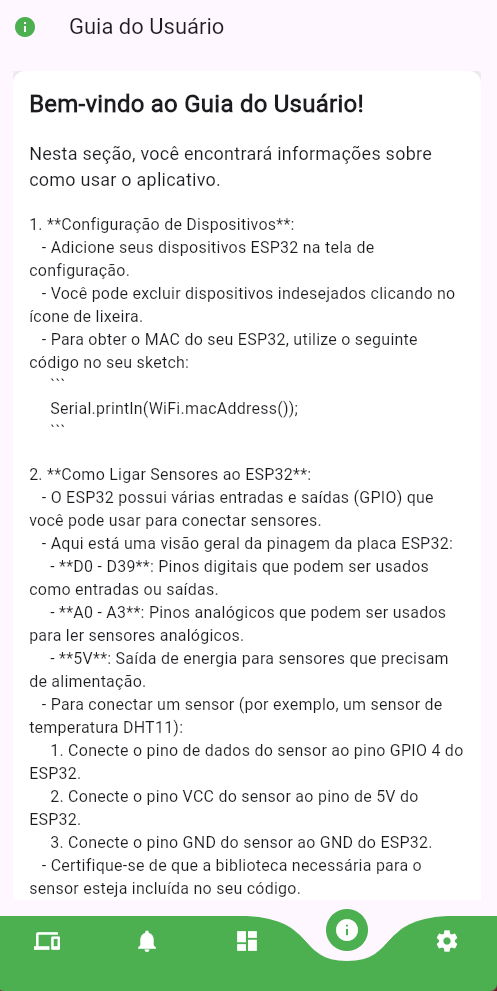 Guia do Usuário
Bem-vindo ao Guia do Usuário!
Nesta seção, você encontrará informações sobre
como usar o aplicativo.
1. **Configuração de Dispositivos**:
- Adicione seus dispositivos ESP32 na tela de
configuração.
- Você pode excluir dispositivos indesejados clicando no
ícone de lixeira.
- Para obter o MAC do seu ESP32, utilize o seguinte
código no seu sketch:
```
Serial.println(WiFi.macAddress());
```
2. **Como Ligar Sensores ao ESP32**:
- O ESP32 possui várias entradas e saídas (GPIO) que
você pode usar para conectar sensores.
- Aqui está uma visão geral da pinagem da placa ESP32:
- **D0 - D39**: Pinos digitais que podem ser usados
como entradas ou saídas.
- **A0 - A3**: Pinos analógicos que podem ser usados
para ler sensores analógicos.
- **5V**: Saída de energia para sensores que precisam
de alimentação.
- Para conectar um sensor (por exemplo, um sensor de
temperatura DHT11):
1. Conecte o pino de dados do sensor ao pino GPIO 4 do
ESP32.
2. Conecte o pino VCC do sensor ao pino de 5V do
ESP32.
3. Conecte o pino GND do sensor ao GND do ESP32.
- Certifique-se de que a biblioteca necessária para o
sensor esteja incluída no seu código.